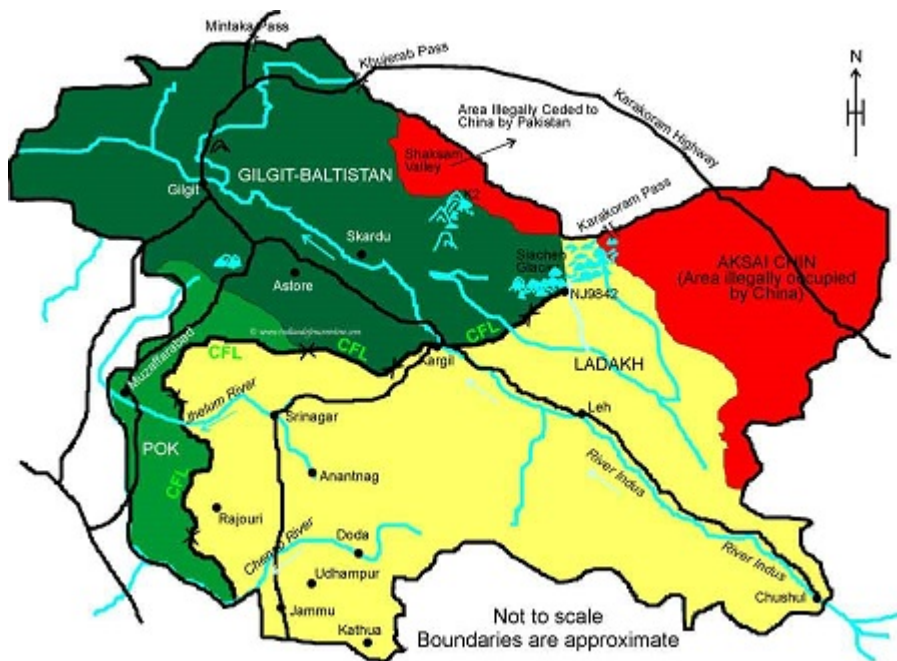 Mintaka Pass
Khujerab Pass
N
Karakoram Highway
Area Illegally Ceded to
China by Pakistan
Shaksam
Valley
GILGIT-BALTISTAN
K2
Gilgit
Karakoram Pass
Skardu
Siachen
Glacier
AKSAI CHIN
(Area illegally occupied
by China)
Astore
NJ9842
CFL
CFL
CFL
Muzaffarabad
Kargil
LADAKH
Jhelum River
Srinagar
Leh
POK
CFL
Anantnag
River Indus
Rajouri
Chenab River
Doda
River Indus
Udhampur
Chushul
Jammu
Not to scale
Boundaries are approximate
Kathua